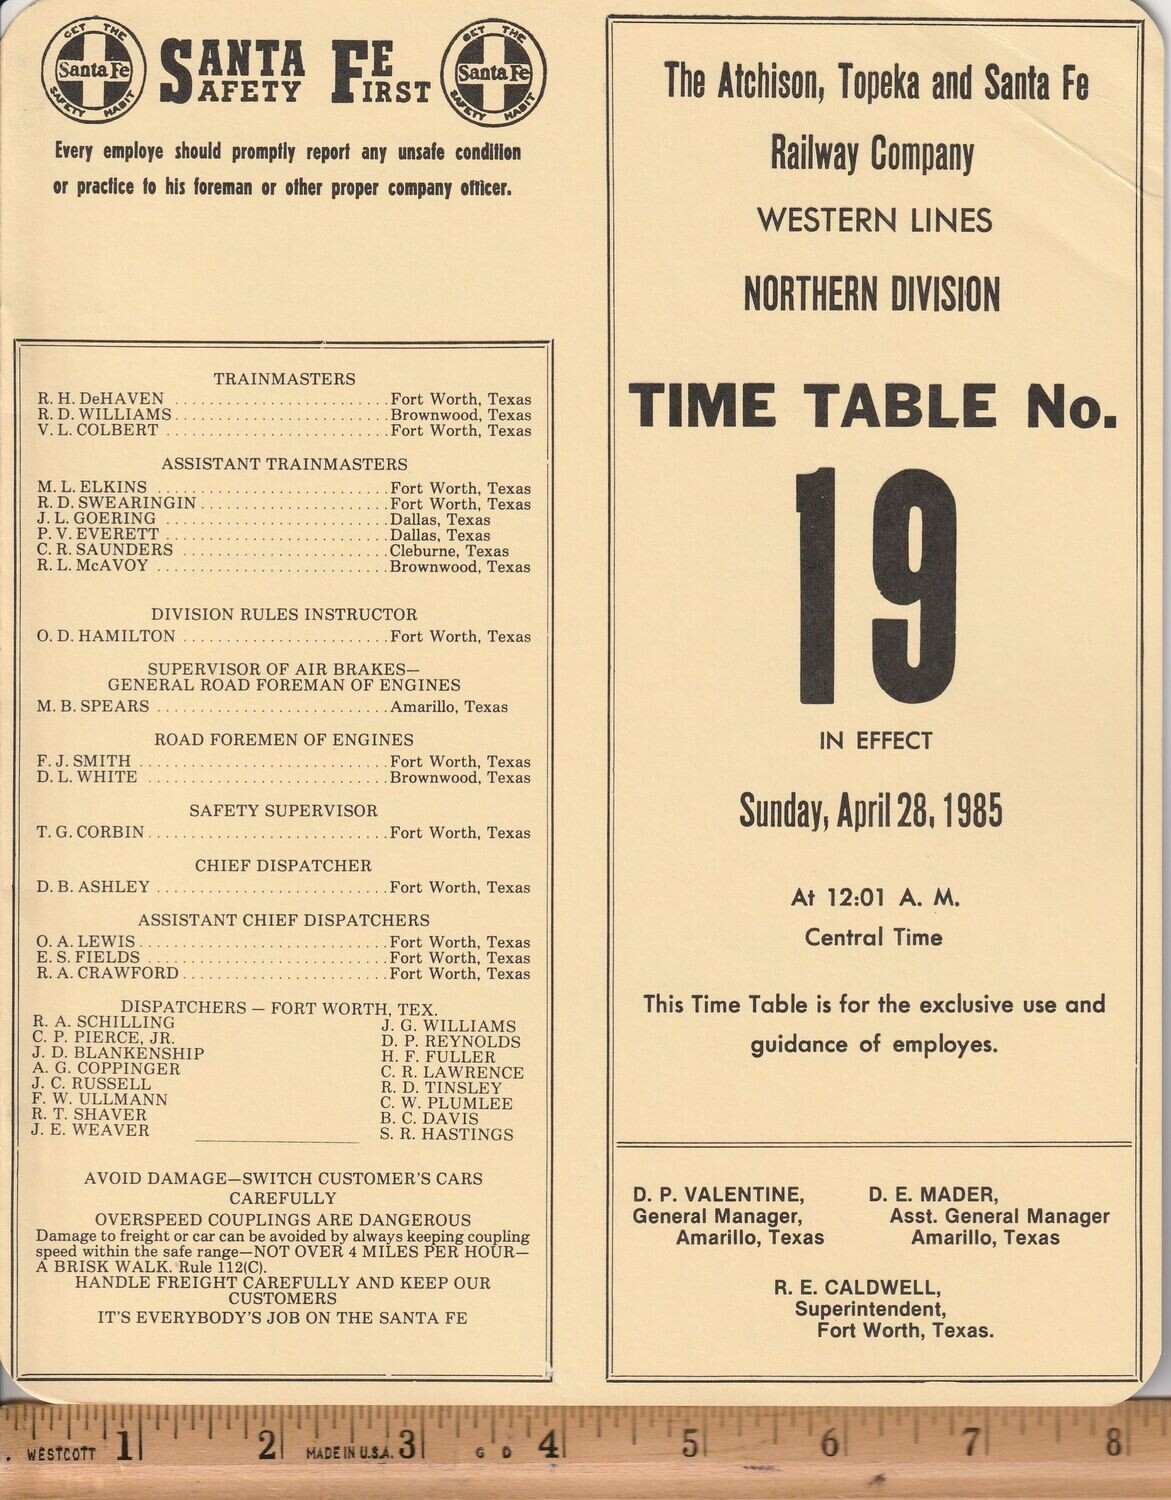 GET THE
Santa Fe
SAFETY HABIT
SANTA FE
SAFETY FIRST
GET THE
Santa Fe
SAFETY HABIT
Every employe should promptly report any unsafe condition
or practice to his foreman or other proper company officer.
TRAINMASTERS
R. H. DeHAVEN ........................ Fort Worth, Texas
R. D. WILLIAMS ........................ Brownwood, Texas
V. L. COLBERT ........................ Fort Worth, Texas
ASSISTANT TRAINMASTERS
M. L. ELKINS ........................ Fort Worth, Texas
R. D. SWEARINGIN ........................ Fort Worth, Texas
J. L. GOERING ........................ Dallas, Texas
P. V. EVERETT ........................ Dallas, Texas
C. R. SAUNDERS ........................ Cleburne, Texas
R. L. McAVOY ........................ Brownwood, Texas
DIVISION RULES INSTRUCTOR
O. D. HAMILTON ........................ Fort Worth, Texas
SUPERVISOR OF AIR BRAKES—
GENERAL ROAD FOREMAN OF ENGINES
M. B. SPEARS ........................ Amarillo, Texas
ROAD FOREMEN OF ENGINES
F. J. SMITH ........................ Fort Worth, Texas
D. L. WHITE ........................ Brownwood, Texas
SAFETY SUPERVISOR
T. G. CORBIN ........................ Fort Worth, Texas
CHIEF DISPATCHER
D. B. ASHLEY ........................ Fort Worth, Texas
ASSISTANT CHIEF DISPATCHERS
O. A. LEWIS ........................ Fort Worth, Texas
E. S. FIELDS ........................ Fort Worth, Texas
R. A. CRAWFORD ........................ Fort Worth, Texas
DISPATCHERS — FORT WORTH, TEX.
R. A. SCHILLING
C. P. PIERCE, JR.
J. D. BLANKENSHIP
A. G. COPPINGER
J. C. RUSSELL
F. W. ULLMANN
R. T. SHAVER
J. E. WEAVER
J. G. WILLIAMS
D. P. REYNOLDS
H. F. FULLER
C. R. LAWRENCE
R. D. TINSLEY
C. W. PLUMLEE
B. C. DAVIS
S. R. HASTINGS
AVOID DAMAGE—SWITCH CUSTOMER'S CARS
CAREFULLY
OVERSPEED COUPLINGS ARE DANGEROUS
Damage to freight or car can be avoided by always keeping coupling
speed within the safe range—NOT OVER 4 MILES PER HOUR—
A BRISK WALK. Rule 112(C).
HANDLE FREIGHT CAREFULLY AND KEEP OUR
CUSTOMERS
IT'S EVERYBODY'S JOB ON THE SANTA FE
The Atchison, Topeka and Santa Fe
Railway Company
WESTERN LINES
NORTHERN DIVISION
TIME TABLE No.
19
IN EFFECT
Sunday, April 28, 1985
At 12:01 A. M.
Central Time
This Time Table is for the exclusive use and
guidance of employes.
D. P. VALENTINE,
General Manager,
Amarillo, Texas
D. E. MADER,
Asst. General Manager
Amarillo, Texas
R. E. CALDWELL,
Superintendent,
Fort Worth, Texas.
WESTCOTT 1 2 MADE IN U.S.A. 3 G D 4 5 6 7 8